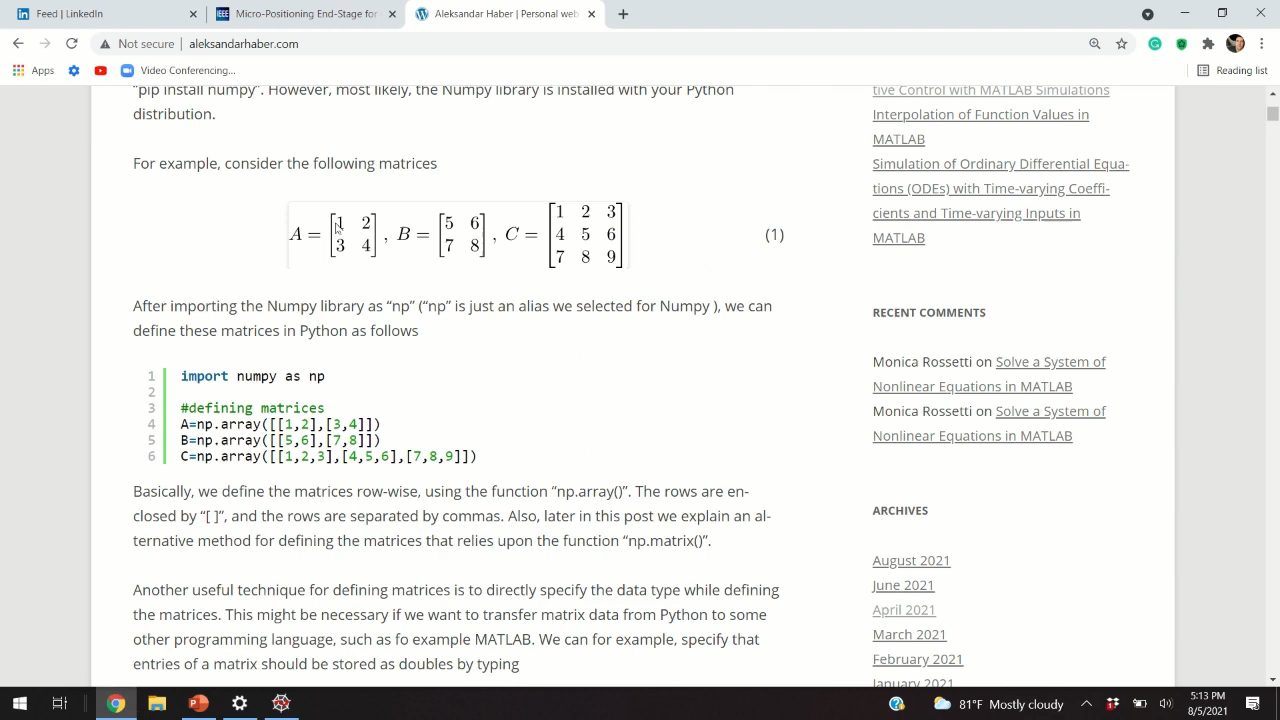 Feed | LinkedIn
Micro-Positioning End-Stage for
Aleksandar Haber | Personal web
Not secure | aleksandarhaber.com
Apps
Video Conferencing...
Reading list
"pip install numpy". However, most likely, the Numpy library is installed with your Python
distribution.
For example, consider the following matrices
A = [1 2
3 4] , B = [5 6
7 8] , C = [1 2 3
4 5 6
7 8 9]
(1)
After importing the Numpy library as “np” (“np” is just an alias we selected for Numpy ), we can
define these matrices in Python as follows
1 import numpy as np
2
3 #defining matrices
4 A=np.array([[1,2],[3,4]])
5 B=np.array([[5,6],[7,8]])
6 C=np.array([[1,2,3],[4,5,6],[7,8,9]])
Basically, we define the matrices row-wise, using the function “np.array()”. The rows are en-
closed by “[ ]”, and the rows are separated by commas. Also, later in this post we explain an al-
ternative method for defining the matrices that relies upon the function “np.matrix()”.
Another useful technique for defining matrices is to directly specify the data type while defining
the matrices. This might be necessary if we want to transfer matrix data from Python to some
other programming language, such as fo example MATLAB. We can for example, specify that
entries of a matrix should be stored as doubles by typing
tive Control with MATLAB Simulations
Interpolation of Function Values in
MATLAB
Simulation of Ordinary Differential Equa-
tions (ODEs) with Time-varying Coeffi-
cients and Time-varying Inputs in
MATLAB
RECENT COMMENTS
Monica Rossetti on Solve a System of
Nonlinear Equations in MATLAB
Monica Rossetti on Solve a System of
Nonlinear Equations in MATLAB
ARCHIVES
August 2021
June 2021
April 2021
March 2021
February 2021
January 2021
81°F Mostly cloudy
5:13 PM
8/5/2021